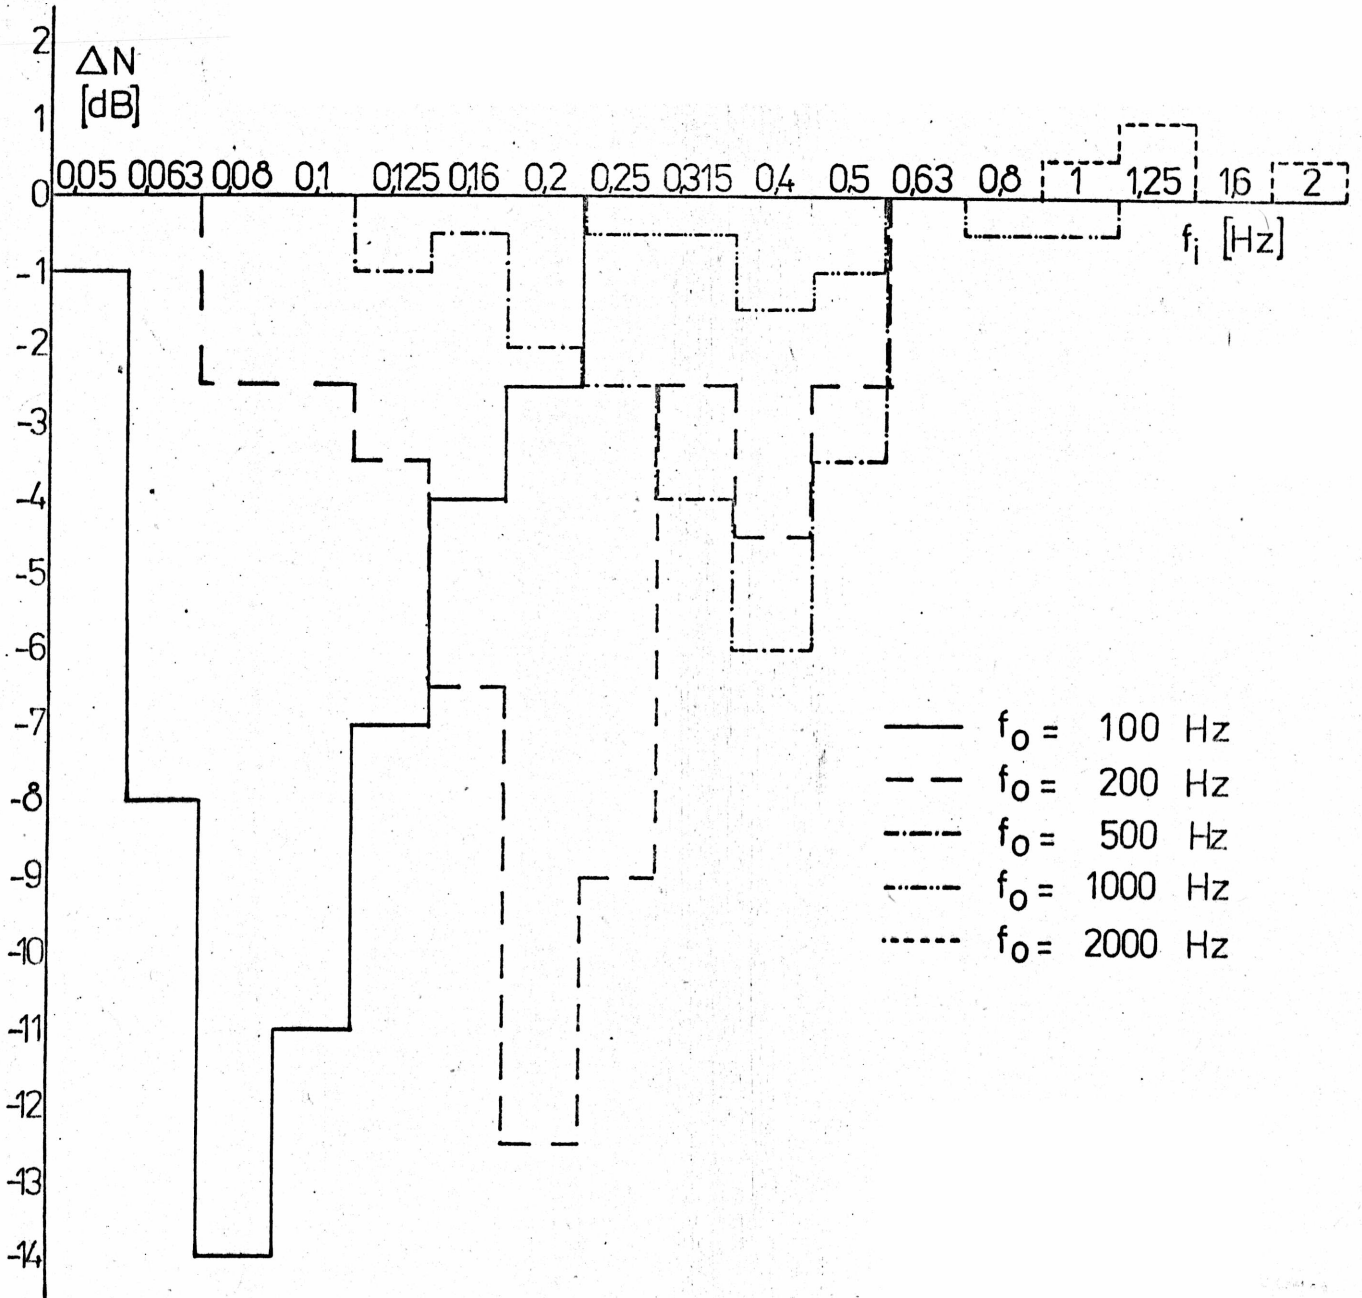 2
ΔN
[dB]
1
0,05 0,063 0,08 0,1 0,125 0,16 0,2 0,25 0,315 0,4 0,5 0,63 0,8 1 1,25 1,6 2
0
fi [Hz]
-1
-2
-3
-4
-5
-6
-7
-8
-9
-10
-11
-12
-13
-14
fo = 100 Hz
fo = 200 Hz
fo = 500 Hz
fo = 1000 Hz
fo = 2000 Hz